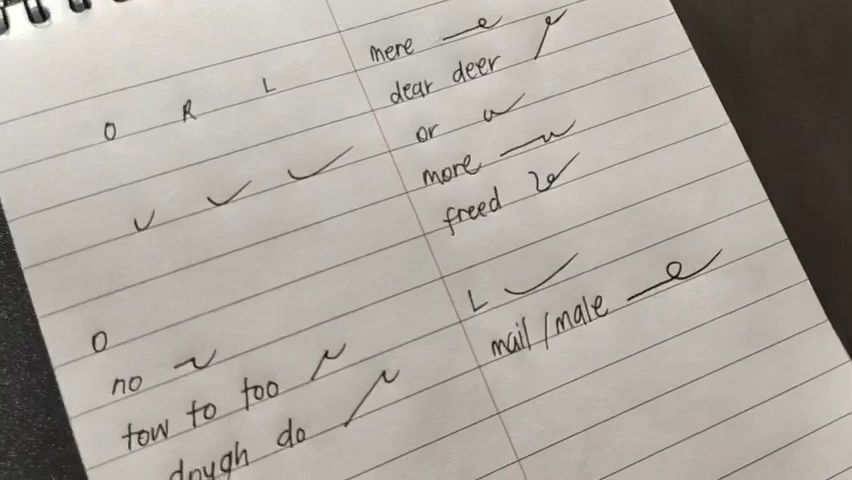 O R L
O
no
tow to too
dough do
mere
dear deer
or
more
freed
L
mail/male